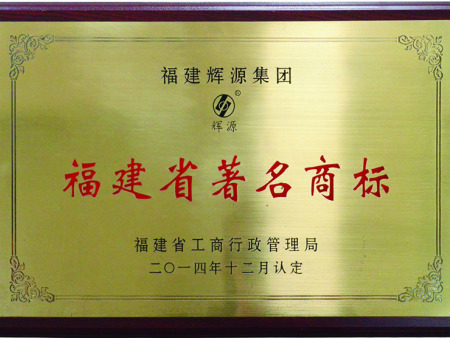 福建辉源集团
®
辉源
福建省著名商标
福建省工商行政管理局
二〇一四年十二月认定